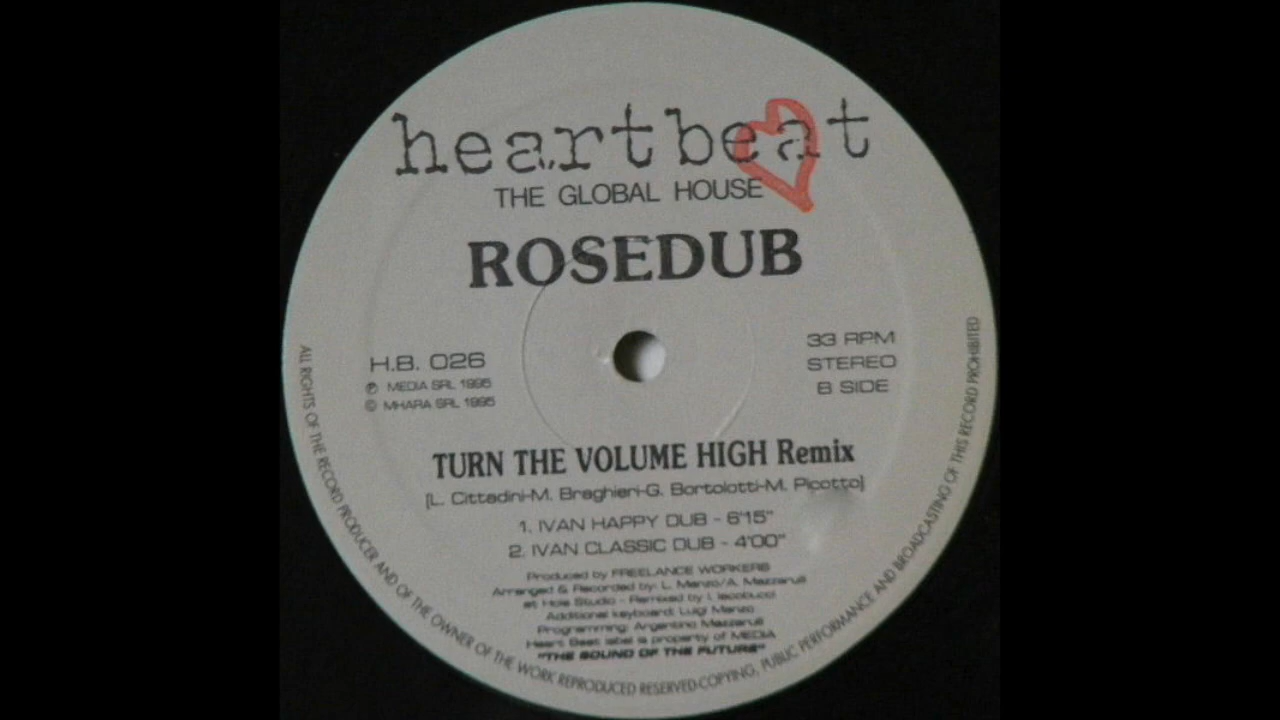 heartbeat
THE GLOBAL HOUSE
ROSEDUB
H.B. 026
℗ MEDIA SRL 1995
© MHARA SRL 1995
33 RPM
STEREO
B SIDE
TURN THE VOLUME HIGH Remix
(L. Cittadini-M. Braghieri-G. Bortolotti-M. Picotto)
1. IVAN HAPPY DUB - 6'15"
2. IVAN CLASSIC DUB - 4'00"
Produced by FREELANCE WORKERS
Arranged & Recorded by: L. Manzo/A. Mazzarulli
at Hole Studio - Remixed by I. Iacobucci
Additional keyboard: Luigi Manzo
Programming: Argentino Mazzarulli
Heart Beat label is property of MEDIA
"THE SOUND OF THE FUTURE"
ALL RIGHTS OF THE RECORD PRODUCER AND OF THE OWNER OF THE WORK REPRODUCED RESERVED-COPYING, PUBLIC PERFORMANCE AND BROADCASTING OF THIS RECORD PROHIBITED